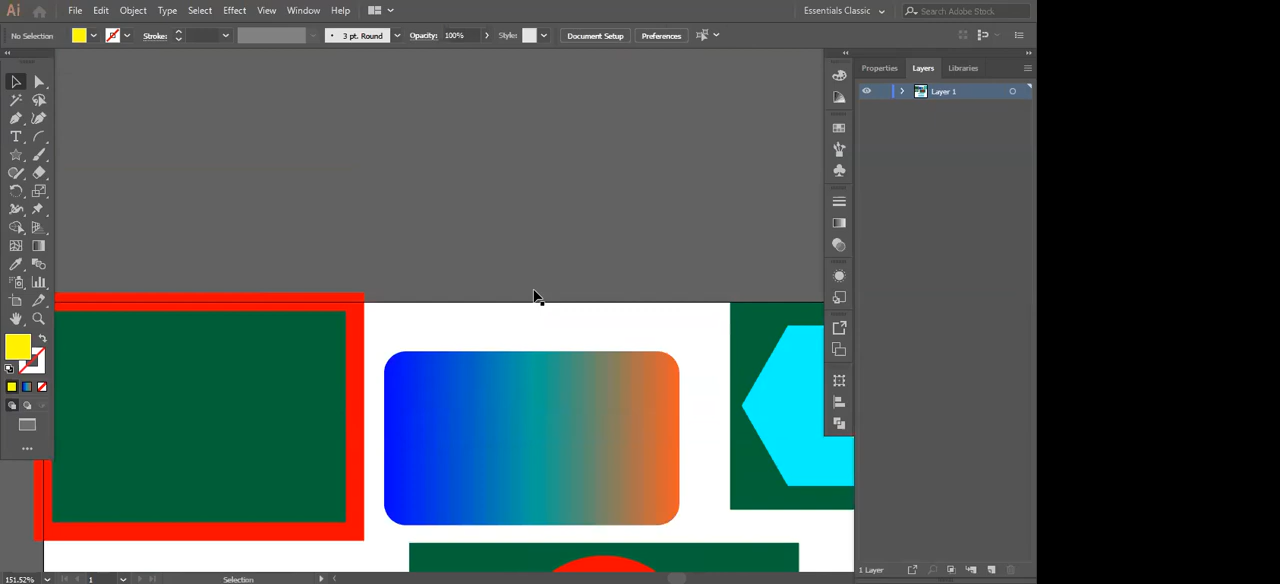 Ai File Edit Object Type Select Effect View Window Help Essentials Classic Search Adobe Stock
No Selection Stroke: 3 pt. Round Opacity: 100% Style: Document Setup Preferences
Properties Layers Libraries
Layer 1
151.52% 1 Selection 1 Layer